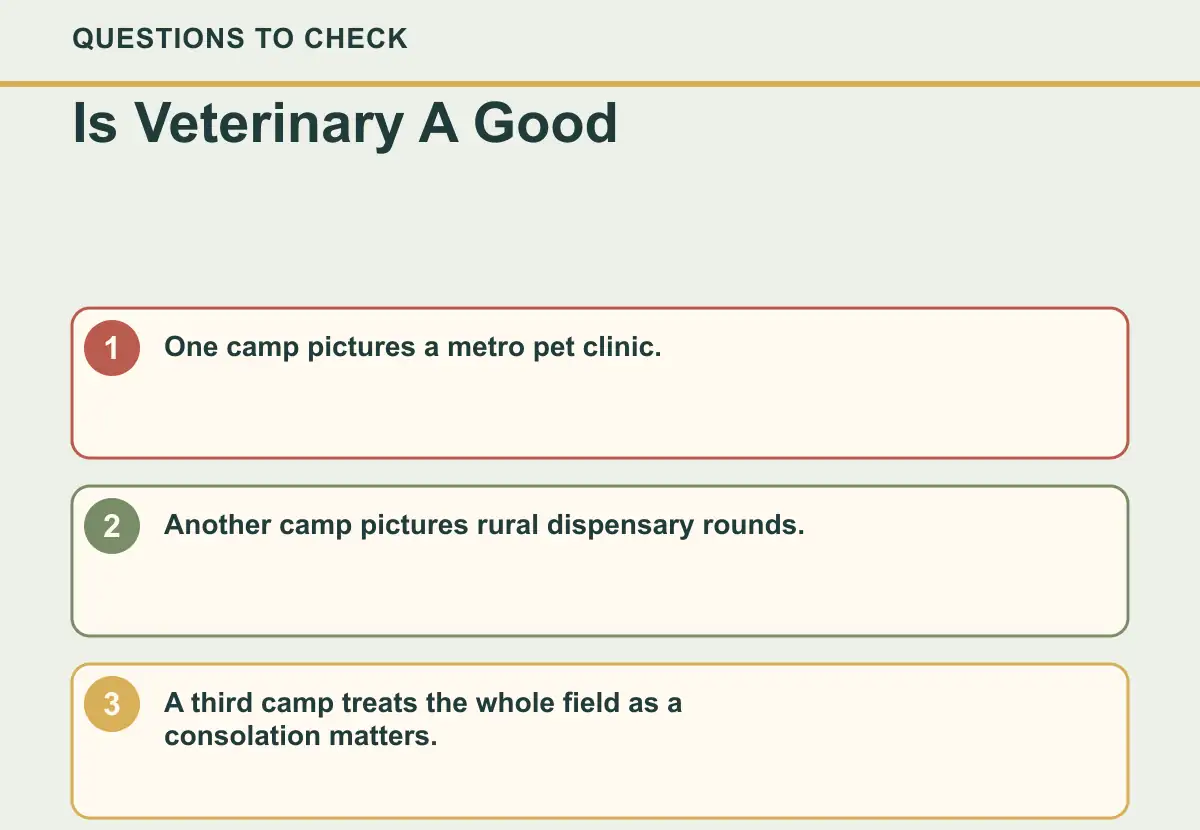 QUESTIONS TO CHECK
Is Veterinary A Good
1
One camp pictures a metro pet clinic.
2
Another camp pictures rural dispensary rounds.
3
A third camp treats the whole field as a
consolation matters.